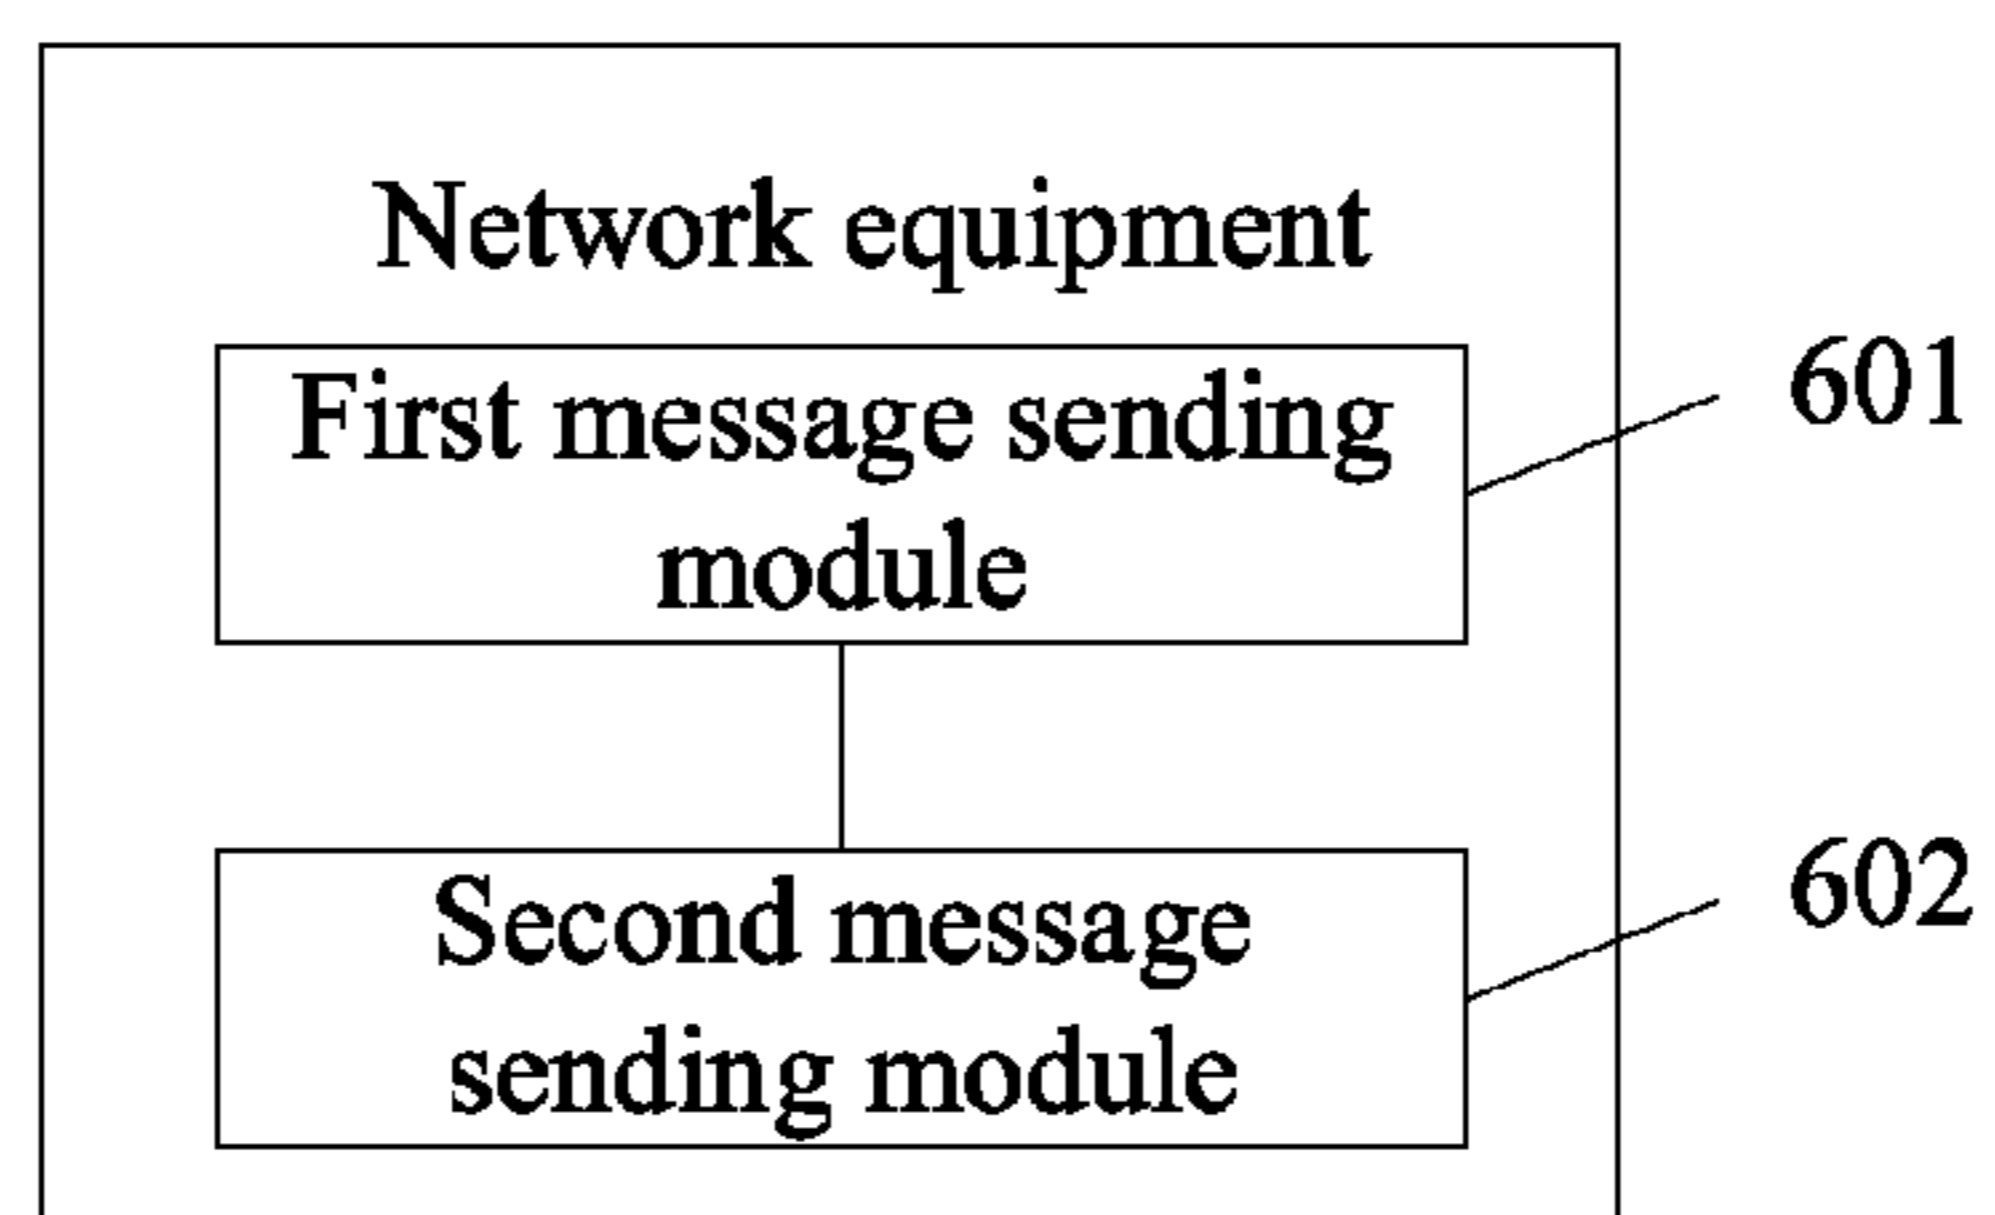 Network equipment
First message sending
module
601
Second message
sending module
602